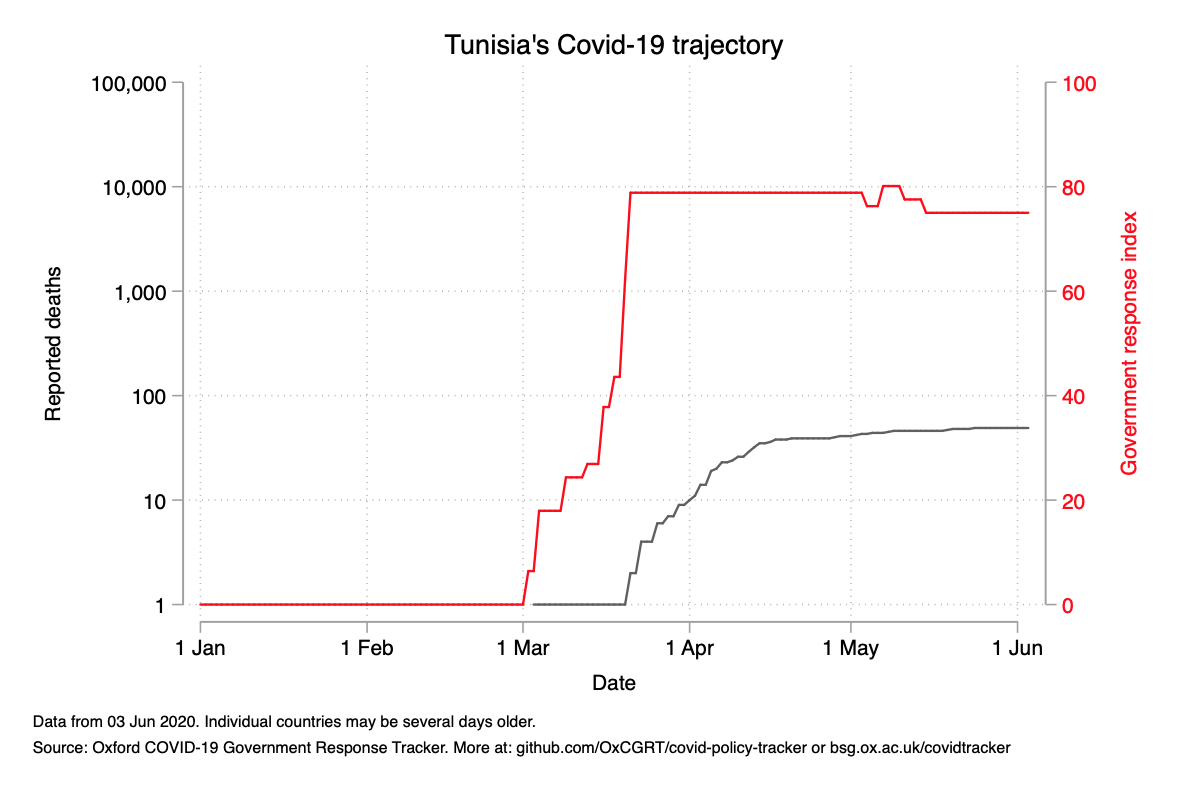 Tunisia's Covid-19 trajectory
100,000
10,000
1,000
100
10
1
Reported deaths
100
80
60
40
20
0
Government response index
1 Jan
1 Feb
1 Mar
1 Apr
1 May
1 Jun
Date
Data from 03 Jun 2020. Individual countries may be several days older.
Source: Oxford COVID-19 Government Response Tracker. More at: github.com/OxCGRT/covid-policy-tracker or bsg.ox.ac.uk/covidtracker